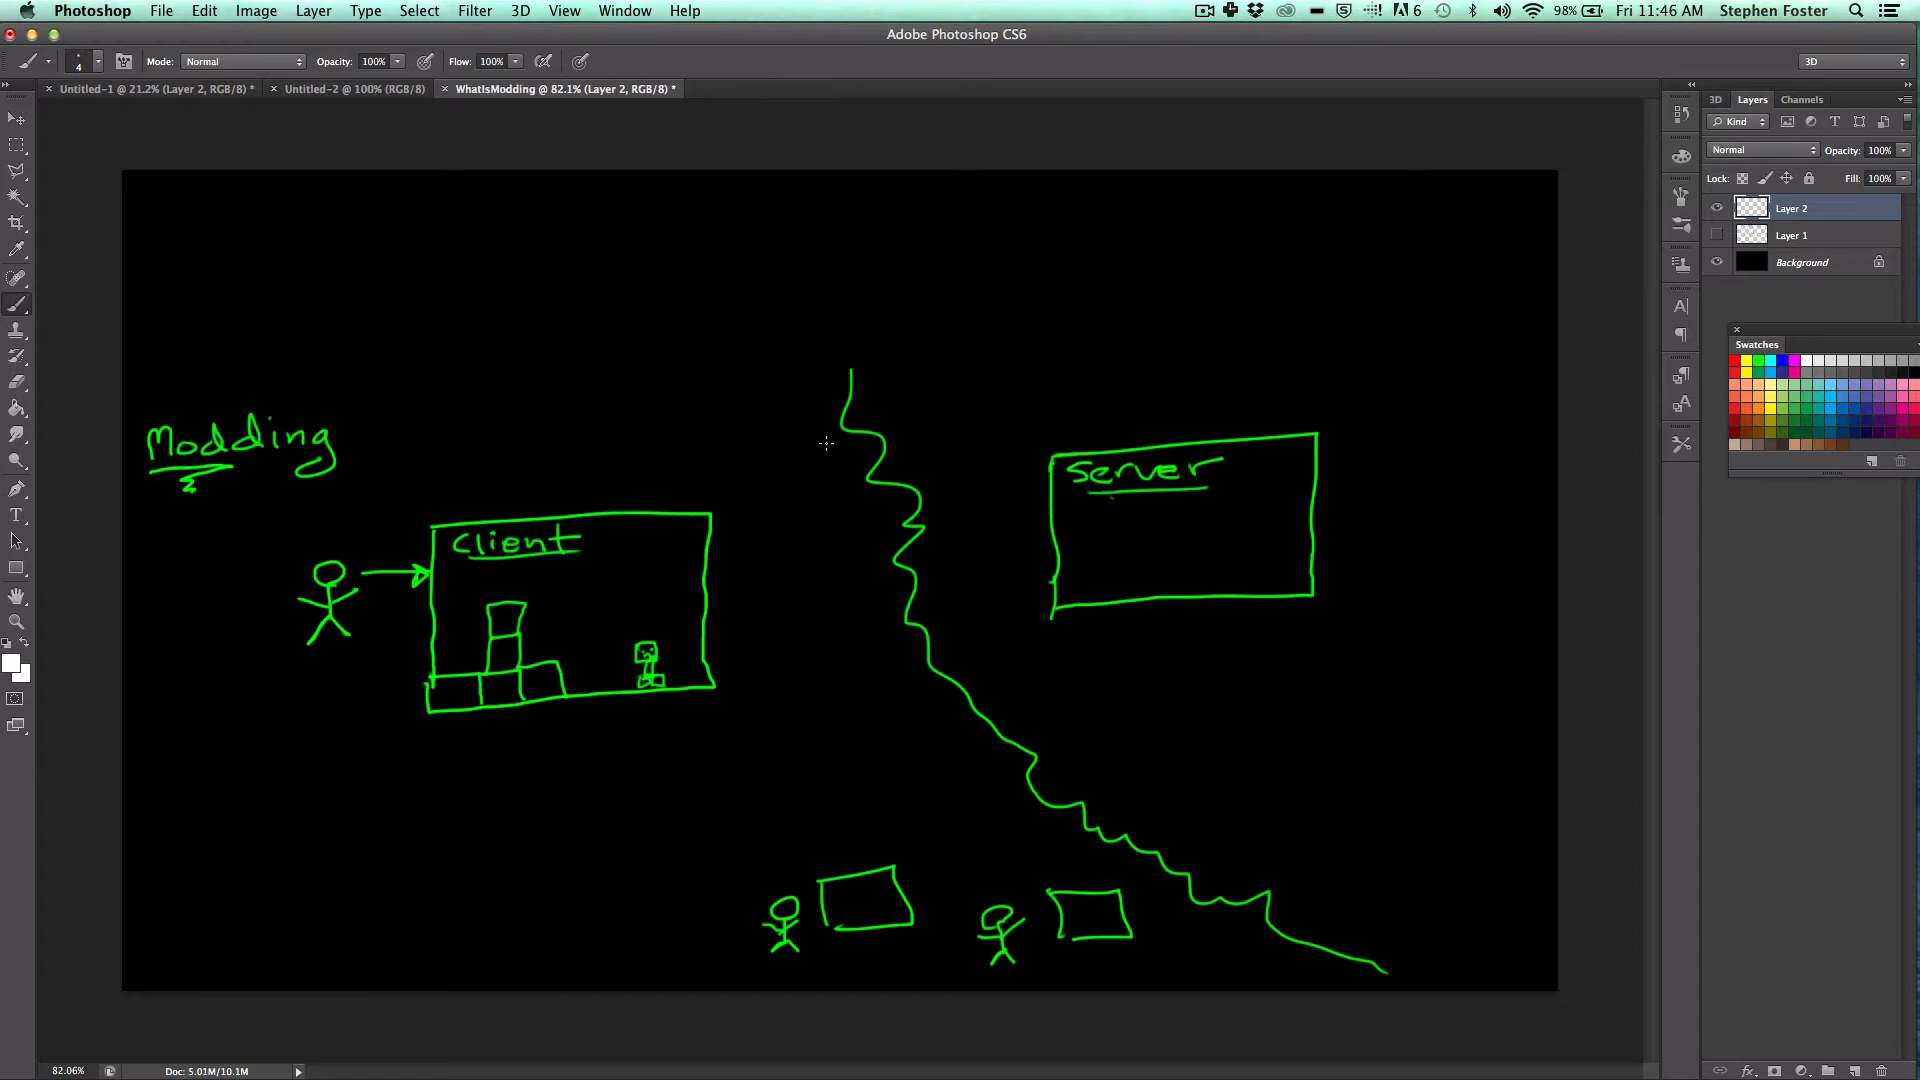 Photoshop File Edit Image Layer Type Select Filter 3D View Window Help 6 98% Fri 11:46 AM Stephen Foster
Adobe Photoshop CS6
4 Mode: Normal Opacity: 100% Flow: 100% 3D
Untitled-1 @ 21.2% (Layer 2, RGB/8) * Untitled-2 @ 100% (RGB/8) WhatIsModding @ 82.1% (Layer 2, RGB/8) *
3D Layers Channels
Kind
Normal Opacity: 100%
Lock: Fill: 100%
Layer 2
Layer 1
Background
Swatches
Modding
Server
Client
82.06% Doc: 5.01M/10.1M